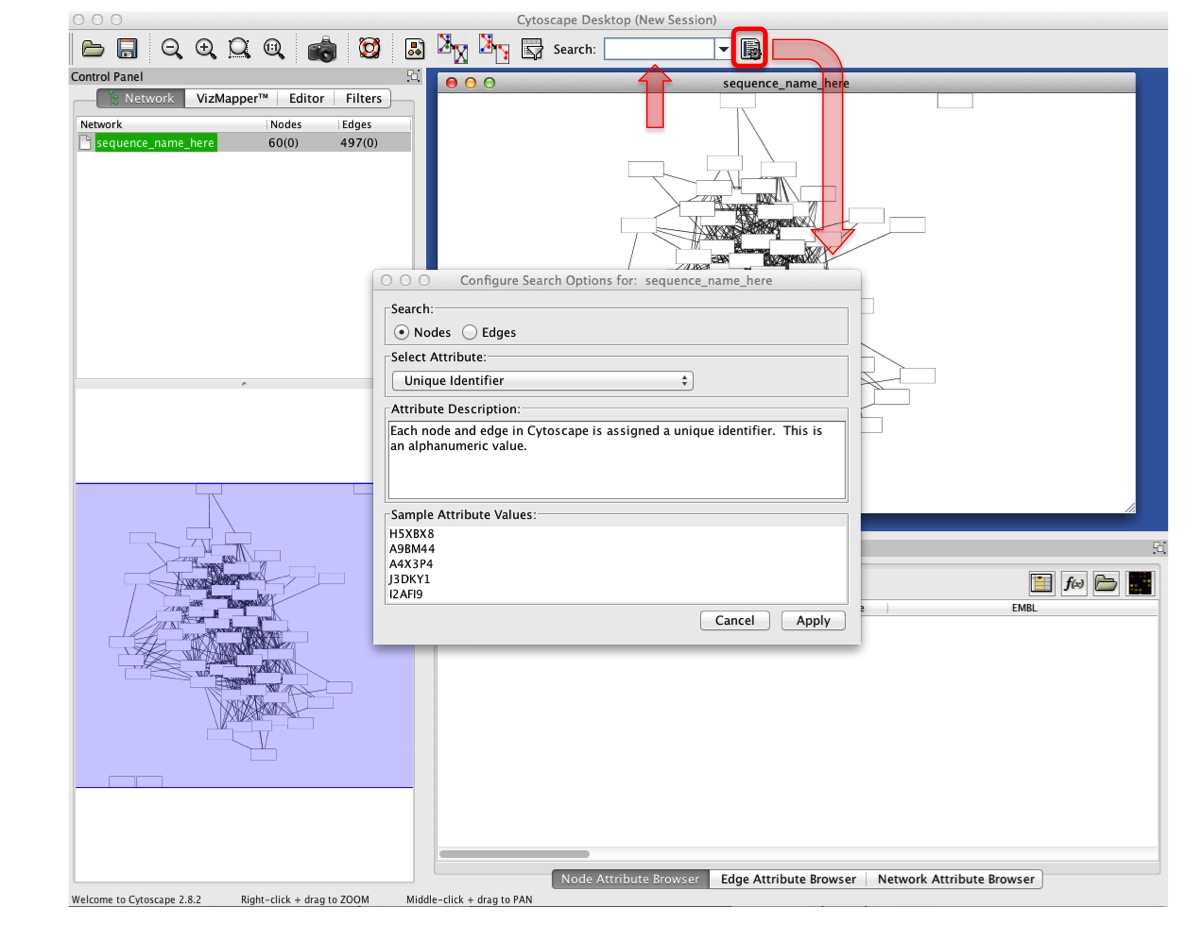 Cytoscape Desktop (New Session)
Search:
Control Panel
Network VizMapper™ Editor Filters
Network Nodes Edges
sequence_name_here 60(0) 497(0)
sequence_name_here
Configure Search Options for: sequence_name_here
Search:
Nodes Edges
Select Attribute:
Unique Identifier
Attribute Description:
Each node and edge in Cytoscape is assigned a unique identifier. This is
an alphanumeric value.
Sample Attribute Values:
H5XBX8
A9BM44
A4X3P4
J3DKY1
I2AFI9
Cancel Apply
f(x)
EMBL
Node Attribute Browser Edge Attribute Browser Network Attribute Browser
Welcome to Cytoscape 2.8.2 Right-click + drag to ZOOM Middle-click + drag to PAN